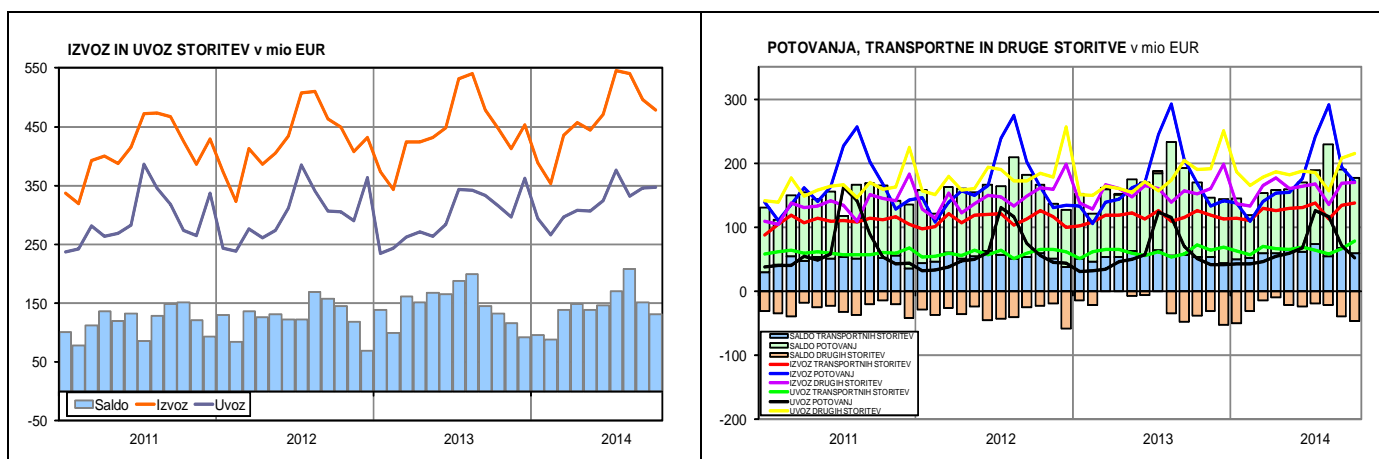 IZVOZ IN UVOZ STORITEV v mio EUR
550
450
350
250
150
50
-50
Saldo Izvoz Uvoz
2011 2012 2013 2014
POTOVANJA, TRANSPORTNE IN DRUGE STORITVE v mio EUR
300
200
100
0
-100
-200
SALDO TRANSPORTNIH STORITEV
SALDO POTOVANJ
SALDO DRUGIH STORITEV
IZVOZ TRANSPORTNIH STORITEV
IZVOZ POTOVANJ
IZVOZ DRUGIH STORITEV
UVOZ TRANSPORTNIH STORITEV
UVOZ POTOVANJ
UVOZ DRUGIH STORITEV
2011 2012 2013 2014